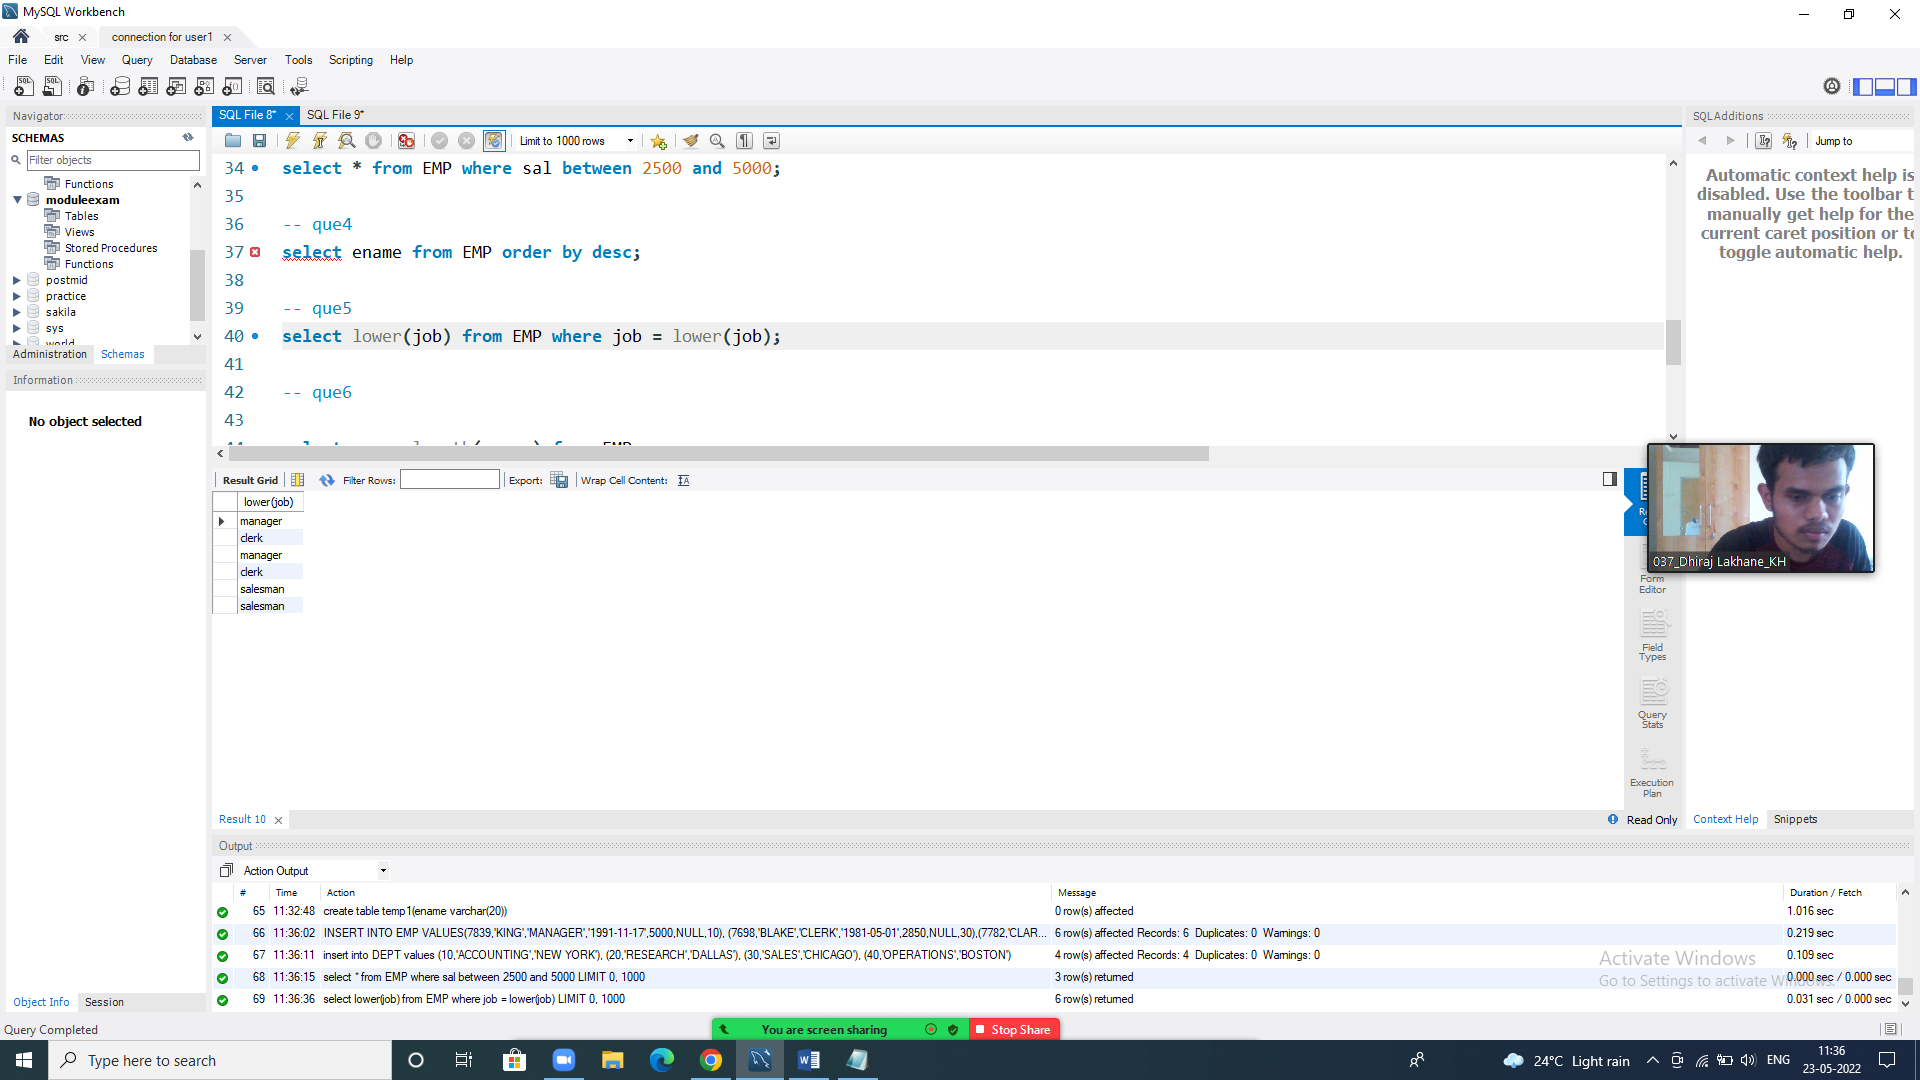 MySQL Workbench
src
connection for user1
File Edit View Query Database Server Tools Scripting Help
Navigator
SCHEMAS
Filter objects
Functions
moduleexam
Tables
Views
Stored Procedures
Functions
postmid
practice
sakila
sys
world
Administration Schemas
Information
No object selected
Object Info Session
SQL File 8* SQL File 9*
Limit to 1000 rows
34 select * from EMP where sal between 2500 and 5000;
35
36 -- que4
37 select ename from EMP order by desc;
38
39 -- que5
40 select lower(job) from EMP where job = lower(job);
41
42 -- que6
43
Result Grid Filter Rows: Export: Wrap Cell Content:
lower(job)
manager
clerk
manager
clerk
salesman
salesman
Form Editor
Field Types
Query Stats
Execution Plan
Result 10
Read Only
SQLAdditions
Jump to
Automatic context help is
disabled. Use the toolbar t
manually get help for the
current caret position or to
toggle automatic help.
Context Help Snippets
037_Dhiraj Lakhane_KH
Output
Action Output
# Time Action Message Duration / Fetch
65 11:32:48 create table temp1(ename varchar(20)) 0 row(s) affected 1.016 sec
66 11:36:02 INSERT INTO EMP VALUES(7839,'KING','MANAGER','1991-11-17',5000,NULL,10), (7698,'BLAKE','CLERK','1981-05-01',2850,NULL,30),(7782,'CLAR... 6 row(s) affected Records: 6 Duplicates: 0 Warnings: 0 0.219 sec
67 11:36:11 insert into DEPT values (10,'ACCOUNTING','NEW YORK'), (20,'RESEARCH','DALLAS'), (30,'SALES','CHICAGO'), (40,'OPERATIONS','BOSTON') 4 row(s) affected Records: 4 Duplicates: 0 Warnings: 0 0.109 sec
68 11:36:15 select * from EMP where sal between 2500 and 5000 LIMIT 0, 1000 3 row(s) returned 0.000 sec / 0.000 sec
69 11:36:36 select lower(job) from EMP where job = lower(job) LIMIT 0, 1000 6 row(s) returned 0.031 sec / 0.000 sec
Activate Windows
Go to Settings to activate Windows.
Query Completed
You are screen sharing Stop Share
Type here to search
24°C Light rain
ENG
11:36
23-05-2022